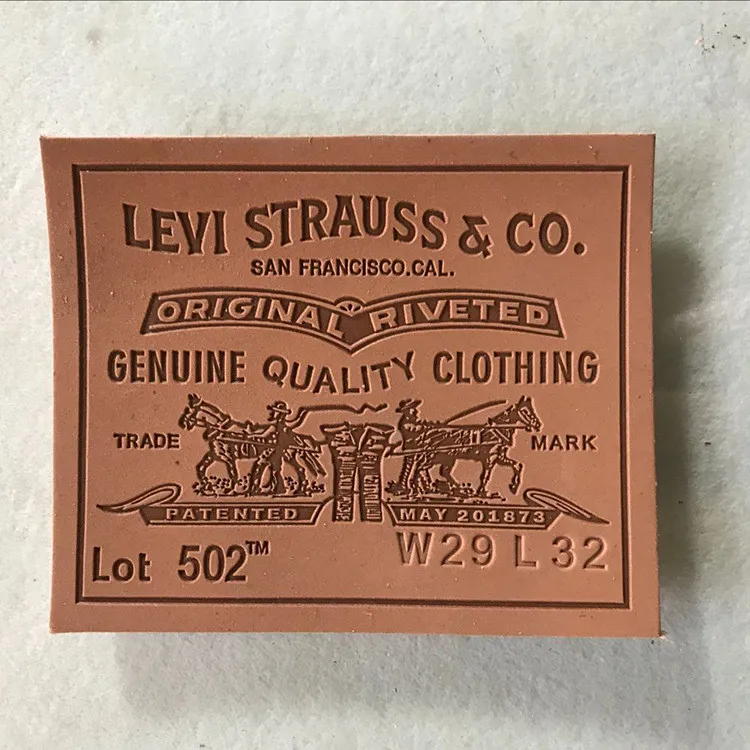 LEVI STRAUSS & CO.
SAN FRANCISCO.CAL.
ORIGINAL RIVETED
GENUINE QUALITY CLOTHING
TRADE MARK
PATENTED MAY 201873
Lot 502™ W29 L32